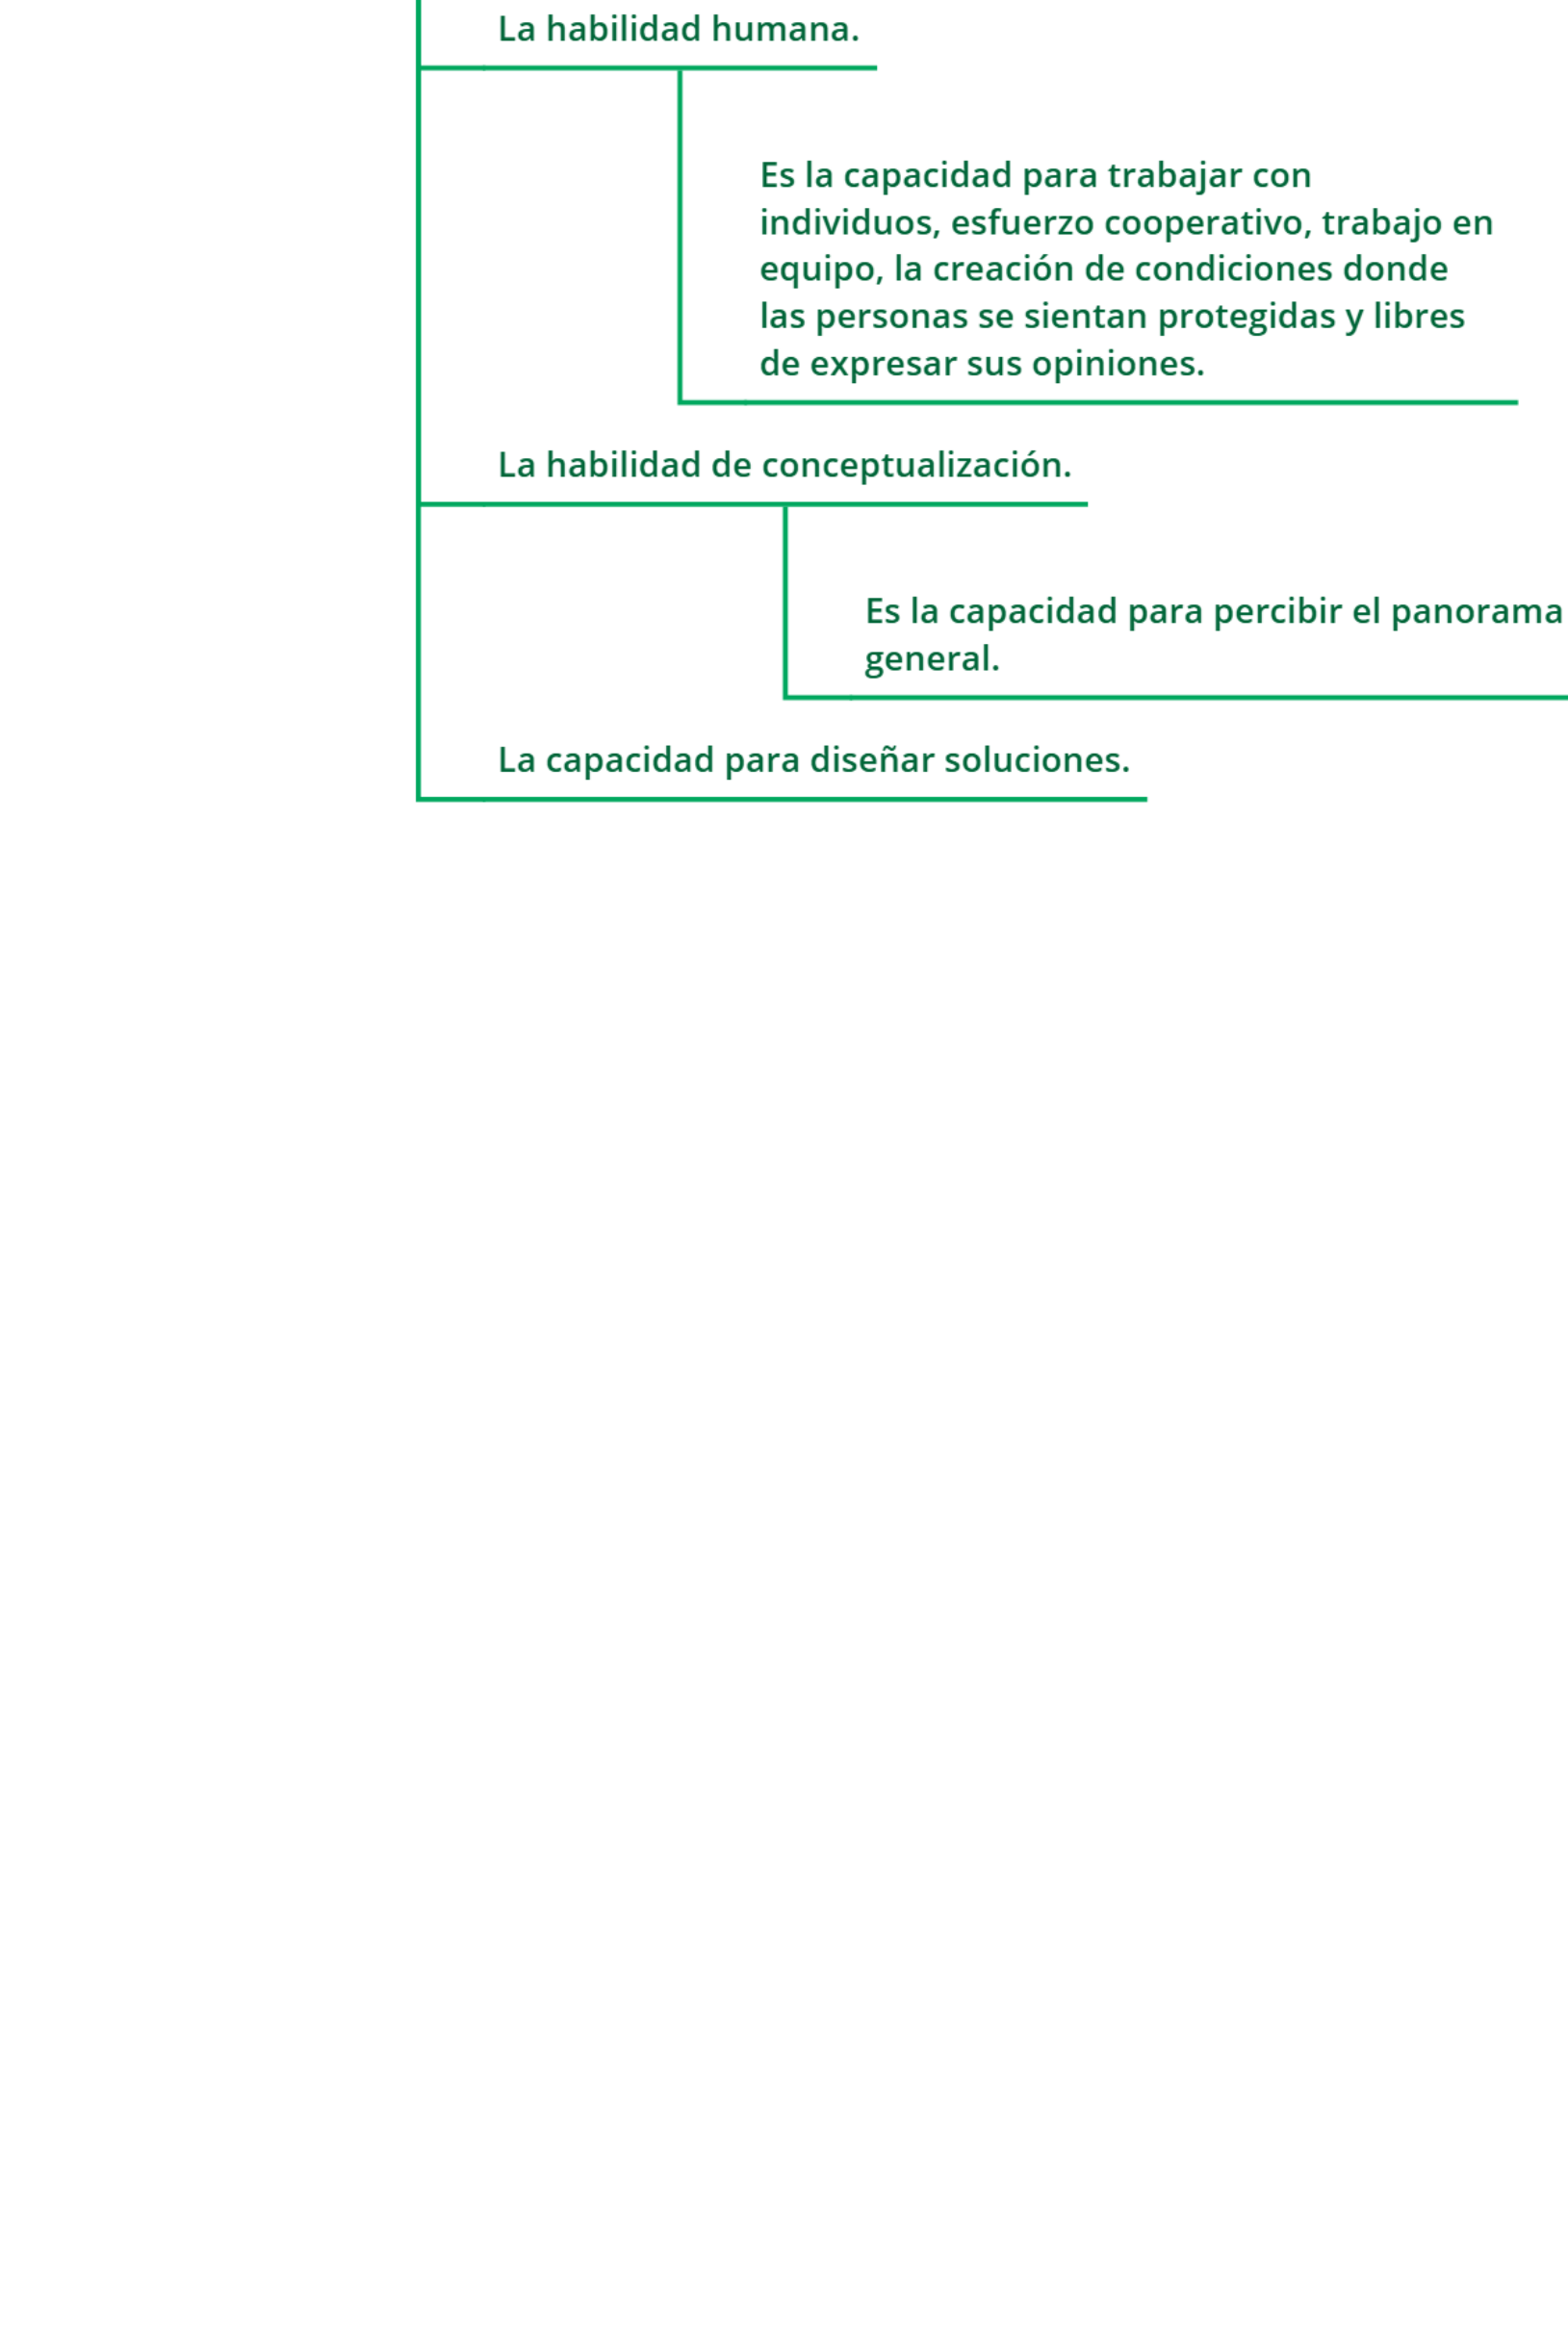 La habilidad humana.
Es la capacidad para trabajar con
individuos, esfuerzo cooperativo, trabajo en
equipo, la creación de condiciones donde
las personas se sientan protegidas y libres
de expresar sus opiniones.
La habilidad de conceptualización.
Es la capacidad para percibir el panorama
general.
La capacidad para diseñar soluciones.